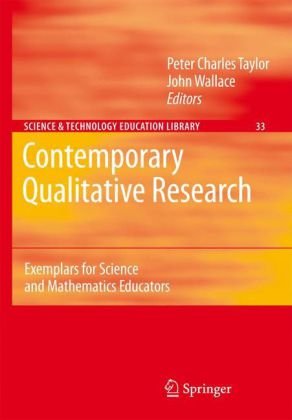 Peter Charles Taylor
John Wallace
Editors
SCIENCE & TECHNOLOGY EDUCATION LIBRARY 33
Contemporary
Qualitative Research
Exemplars for Science
and Mathematics Educators
Springer